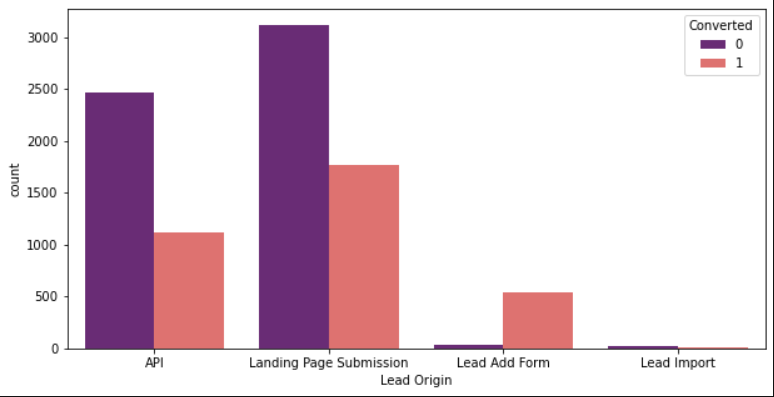 Converted
0
1
3000
2500
2000
1500
1000
500
0
count
API
Landing Page Submission
Lead Add Form
Lead Import
Lead Origin